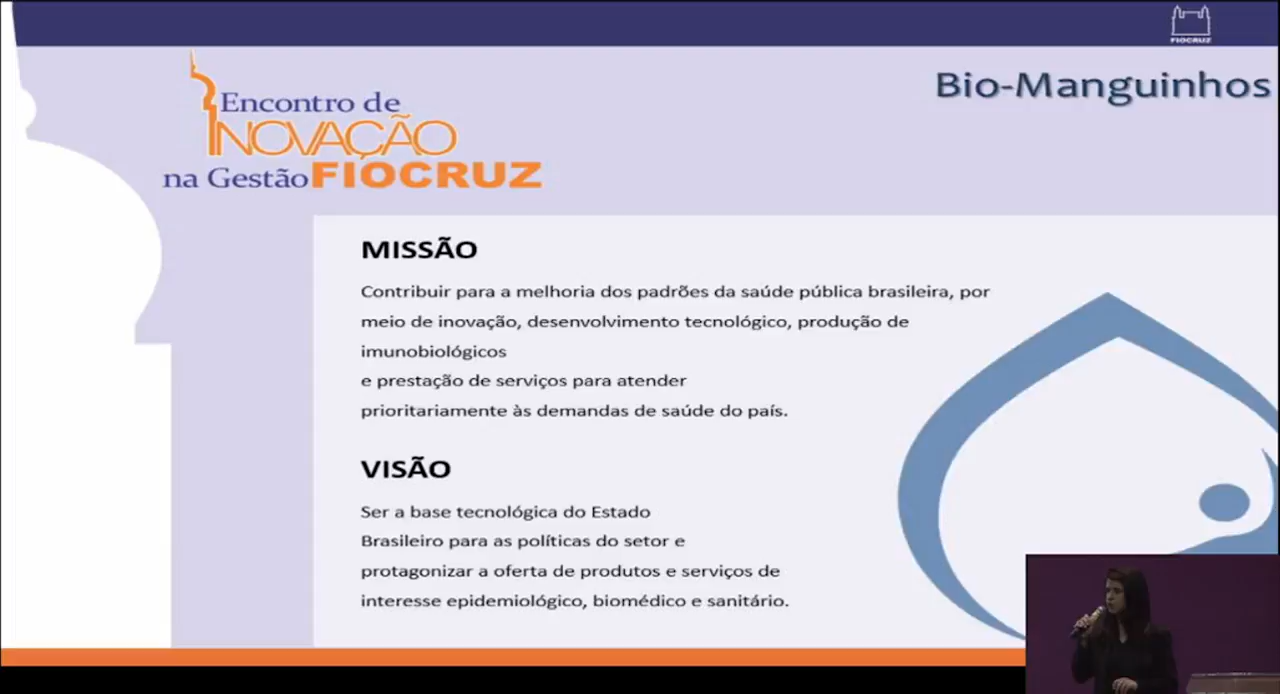 FIOCRUZ
Bio-Manguinhos
Encontro de
INOVAÇÃO
na Gestão FIOCRUZ
MISSÃO
Contribuir para a melhoria dos padrões da saúde pública brasileira, por
meio de inovação, desenvolvimento tecnológico, produção de
imunobiológicos
e prestação de serviços para atender
prioritariamente às demandas de saúde do país.
VISÃO
Ser a base tecnológica do Estado
Brasileiro para as políticas do setor e
protagonizar a oferta de produtos e serviços de
interesse epidemiológico, biomédico e sanitário.